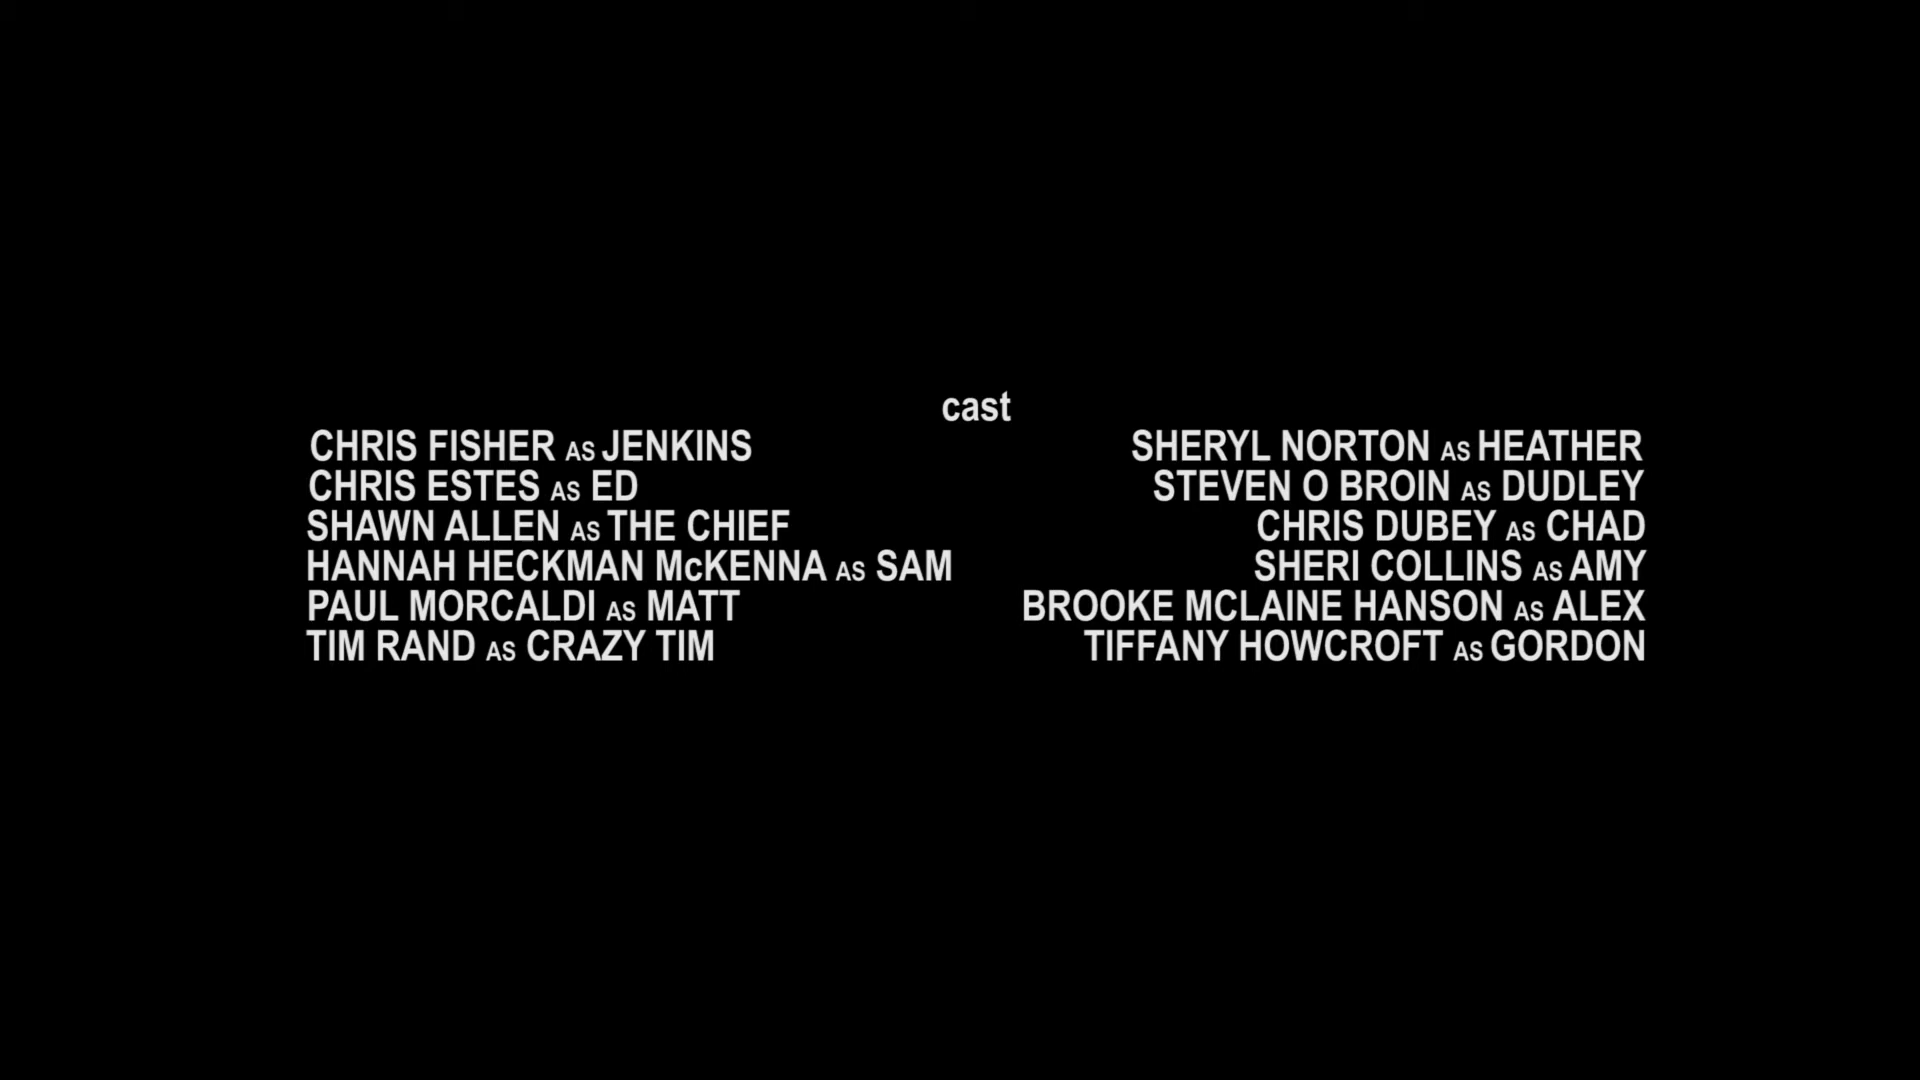 cast
CHRIS FISHER AS JENKINS
CHRIS ESTES AS ED
SHAWN ALLEN AS THE CHIEF
HANNAH HECKMAN McKENNA AS SAM
PAUL MORCALDI AS MATT
TIM RAND AS CRAZY TIM
SHERYL NORTON AS HEATHER
STEVEN O BROIN AS DUDLEY
CHRIS DUBEY AS CHAD
SHERI COLLINS AS AMY
BROOKE MCLAINE HANSON AS ALEX
TIFFANY HOWCROFT AS GORDON